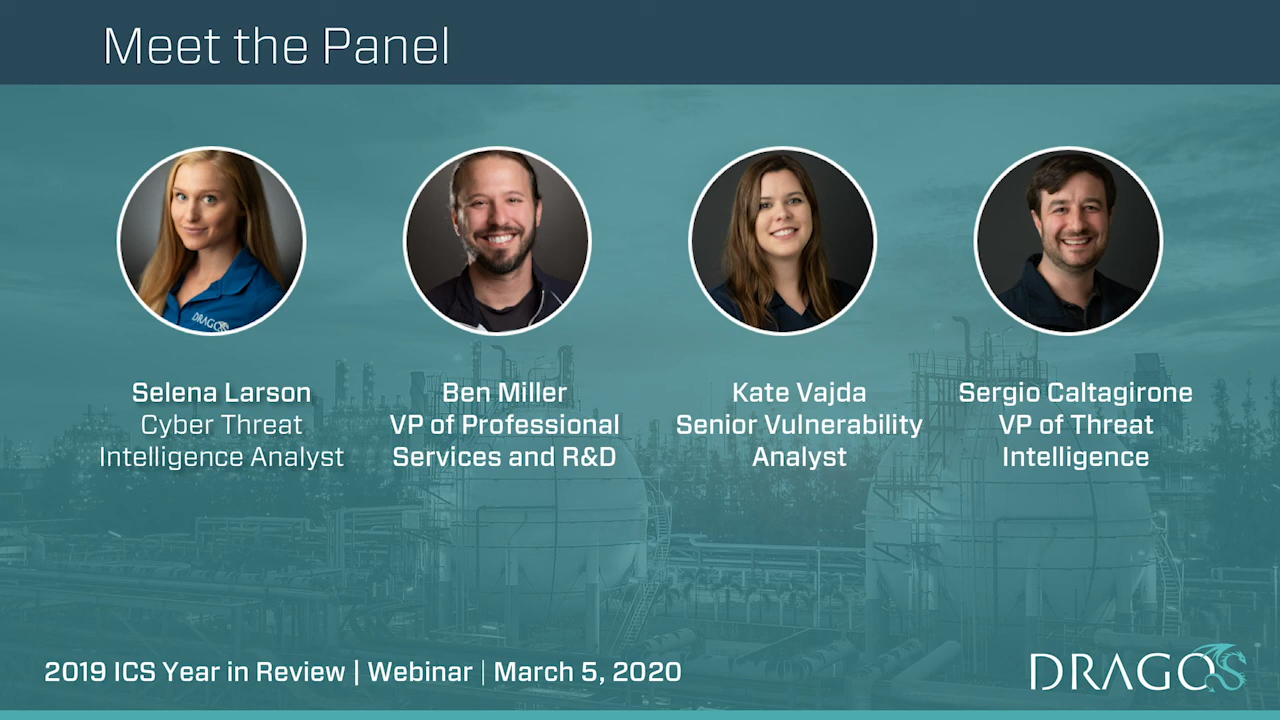 Meet the Panel
DRAGOS
Selena Larson
Cyber Threat
Intelligence Analyst
Ben Miller
VP of Professional
Services and R&D
Kate Vajda
Senior Vulnerability
Analyst
Sergio Caltagirone
VP of Threat
Intelligence
2019 ICS Year in Review | Webinar | March 5, 2020
DRAGOS